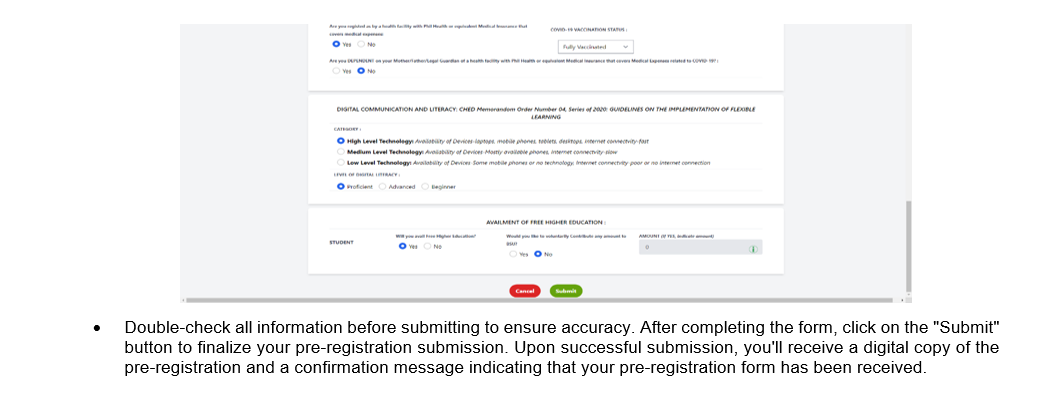 Are you registed as by a health facility with Phil Health or equivalent Medical Insurance that
covers medical expenses
Yes No
COVID-19 VACCINATION STATUS :
Fully Vaccinated
Are you DEPENDENT on your Mother/Father/Legal Guardian of a health facility with Phil Health or equivalent Medical Insurance that covers Medical Expenses related to COVID-19? :
Yes No
DIGITAL COMMUNICATION AND LITERACY: CHED Memorandom Order Number 04, Series of 2020: GUIDELINES ON THE IMPLEMENTATION OF FLEXIBLE
LEARNING
CATEGORY :
High Level Technology: Availability of Devices-laptops, mobile phones, tablets, desktops, internet connectivity-fast
Medium Level Technology: Availability of Devices-Mostly available phones, internet connectivity-slow
Low Level Technology: Availability of Devices-Some mobile phones or no technology, internet connectivity-poor or no internet connection
LEVEL OF DIGITAL LITERACY :
Proficient Advanced Beginner
AVAILMENT OF FREE HIGHER EDUCATION :
STUDENT
Will you avail Free Higher Education?
Yes No
Would you like to voluntarily Contribute any amount to
Yes No
AMOUNT (If YES, indicate amount)
0
Cancel Submit
• Double-check all information before submitting to ensure accuracy. After completing the form, click on the "Submit"
button to finalize your pre-registration submission. Upon successful submission, you'll receive a digital copy of the
pre-registration and a confirmation message indicating that your pre-registration form has been received.